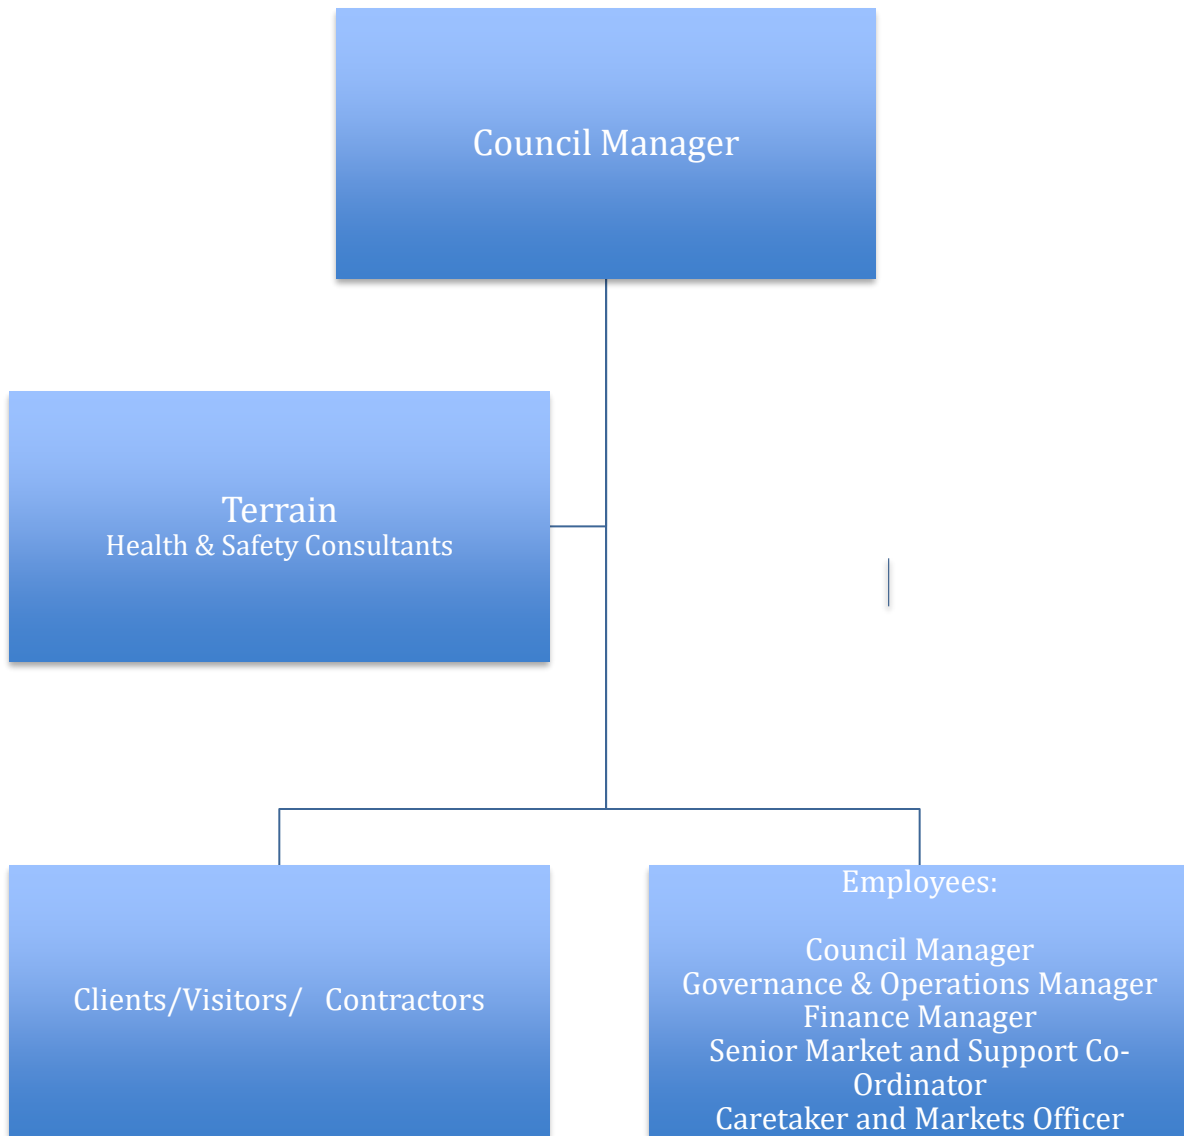 Council Manager
Terrain
Health & Safety Consultants
Clients/Visitors/   Contractors
Employees:
Council Manager
Governance & Operations Manager
Finance Manager
Senior Market and Support Co-
Ordinator
Caretaker and Markets Officer